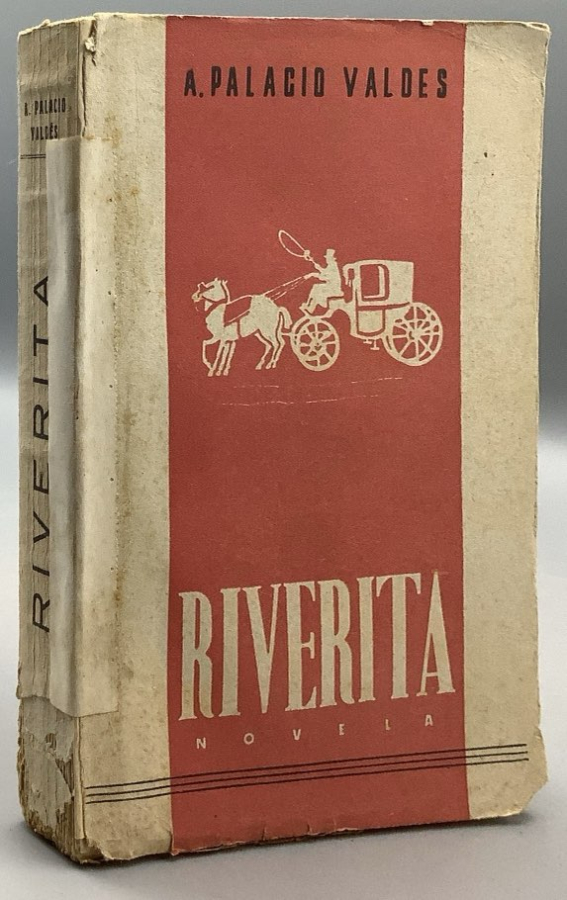 A. PALACIO
VALDÉS
RIVERITA
A. PALACIO VALDES
RIVERITA
NOVELA